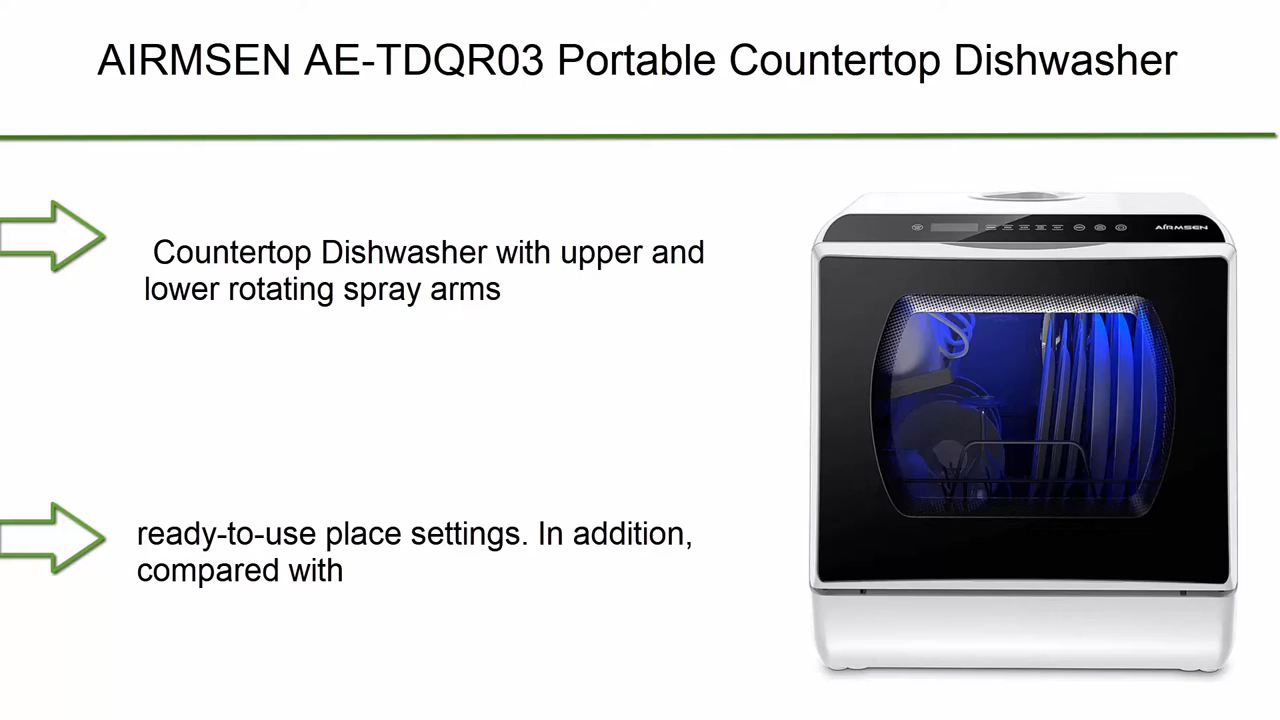 AIRMSEN AE-TDQR03 Portable Countertop Dishwasher
Countertop Dishwasher with upper and
lower rotating spray arms
AIRMSEN
ready-to-use place settings. In addition,
compared with